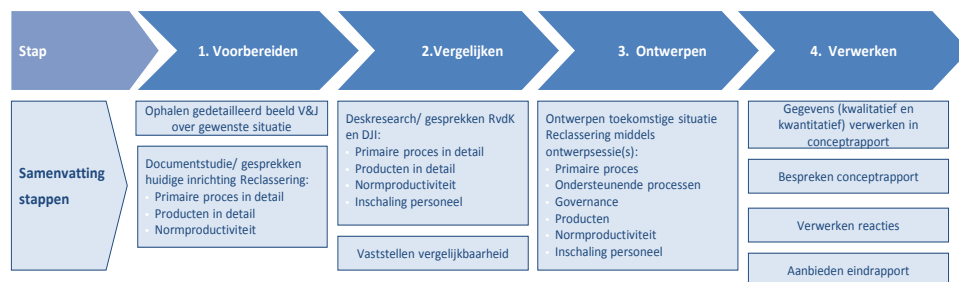 Stap
1. Voorbereiden
2.Vergelijken
3. Ontwerpen
4. Verwerken
Samenvatting
stappen
Ophalen gedetailleerd beeld V&J
over gewenste situatie
Documentstudie/ gesprekken
huidige inrichting Reclassering:
Primaire proces in detail
Producten in detail
Normproductiviteit
Deskresearch/ gesprekken RvdK
en DJI:
Primaire proces in detail
Producten in detail
Normproductiviteit
Inschaling personeel
Vaststellen vergelijkbaarheid
Ontwerpen toekomstige situatie
Reclassering middels
ontwerpsessie(s):
Primaire proces
Ondersteunende processen
Governance
Producten
Normproductiviteit
Inschaling personeel
Gegevens (kwalitatief en
kwantitatief) verwerken in
conceptrapport
Bespreken conceptrapport
Verwerken reacties
Aanbieden eindrapport